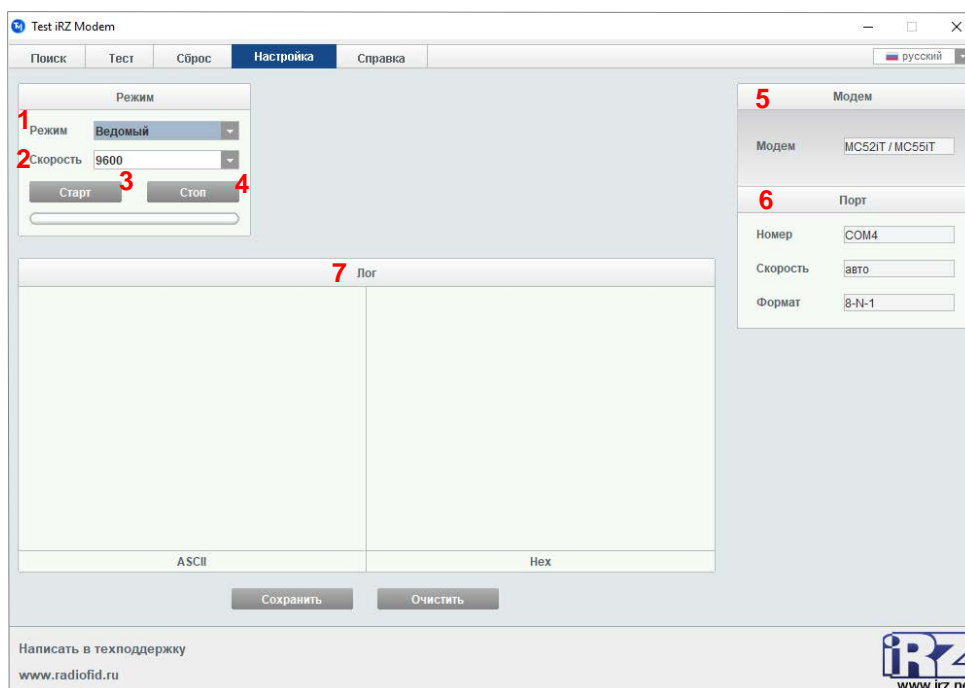 Test iRZ Modem
Поиск Тест Сброс Настройка Справка русский
Режим
1 Режим Ведомый
2 Скорость 9600
Старт 3 Стоп 4
5 Модем
Модем MC52iT / MC55iT
6 Порт
Номер COM4
Скорость авто
Формат 8-N-1
7 Лог
ASCII Hex
Сохранить Очистить
Написать в техподдержку
www.radiofid.ru
iRZ